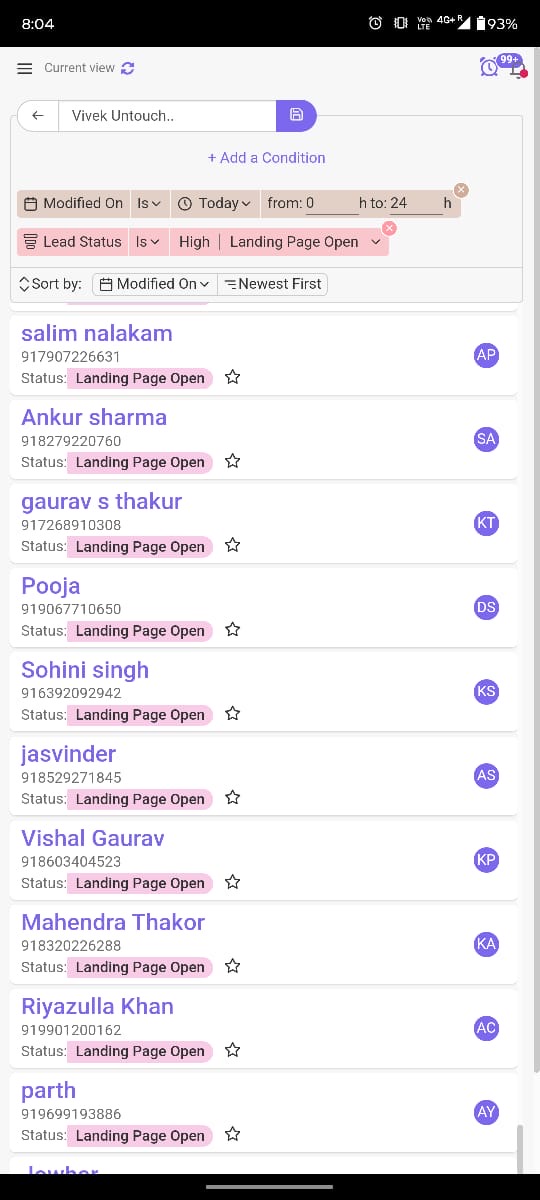 8:04
Vo)) LTE 4G+ R 93%
Current view
99+
Vivek Untouch..
+ Add a Condition
Modified On Is Today from: 0 h to: 24 h
Lead Status Is High Landing Page Open
Sort by: Modified On Newest First
salim nalakam
917907226631
AP
Status: Landing Page Open
Ankur sharma
918279220760
SA
Status: Landing Page Open
gaurav s thakur
917268910308
KT
Status: Landing Page Open
Pooja
919067710650
DS
Status: Landing Page Open
Sohini singh
916392092942
KS
Status: Landing Page Open
jasvinder
918529271845
AS
Status: Landing Page Open
Vishal Gaurav
918603404523
KP
Status: Landing Page Open
Mahendra Thakor
918320226288
KA
Status: Landing Page Open
Riyazulla Khan
919901200162
AC
Status: Landing Page Open
parth
919699193886
AY
Status: Landing Page Open